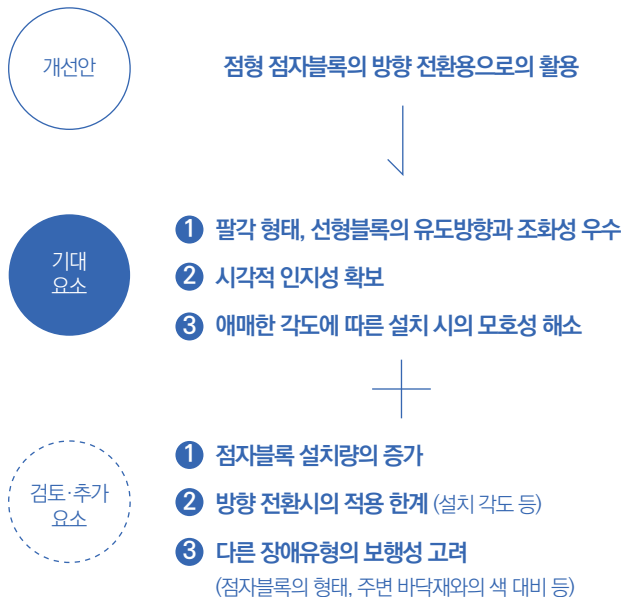 개선안
점형 점자블록의 방향 전환용으로의 활용
기대
요소
1 팔각 형태, 선형블록의 유도방향과 조화성 우수
2 시각적 인지성 확보
3 애매한 각도에 따른 설치 시의 모호성 해소
검토·추가
요소
1 점자블록 설치량의 증가
2 방향 전환시의 적용 한계 (설치 각도 등)
3 다른 장애유형의 보행성 고려
(점자블록의 형태, 주변 바닥재와의 색 대비 등)